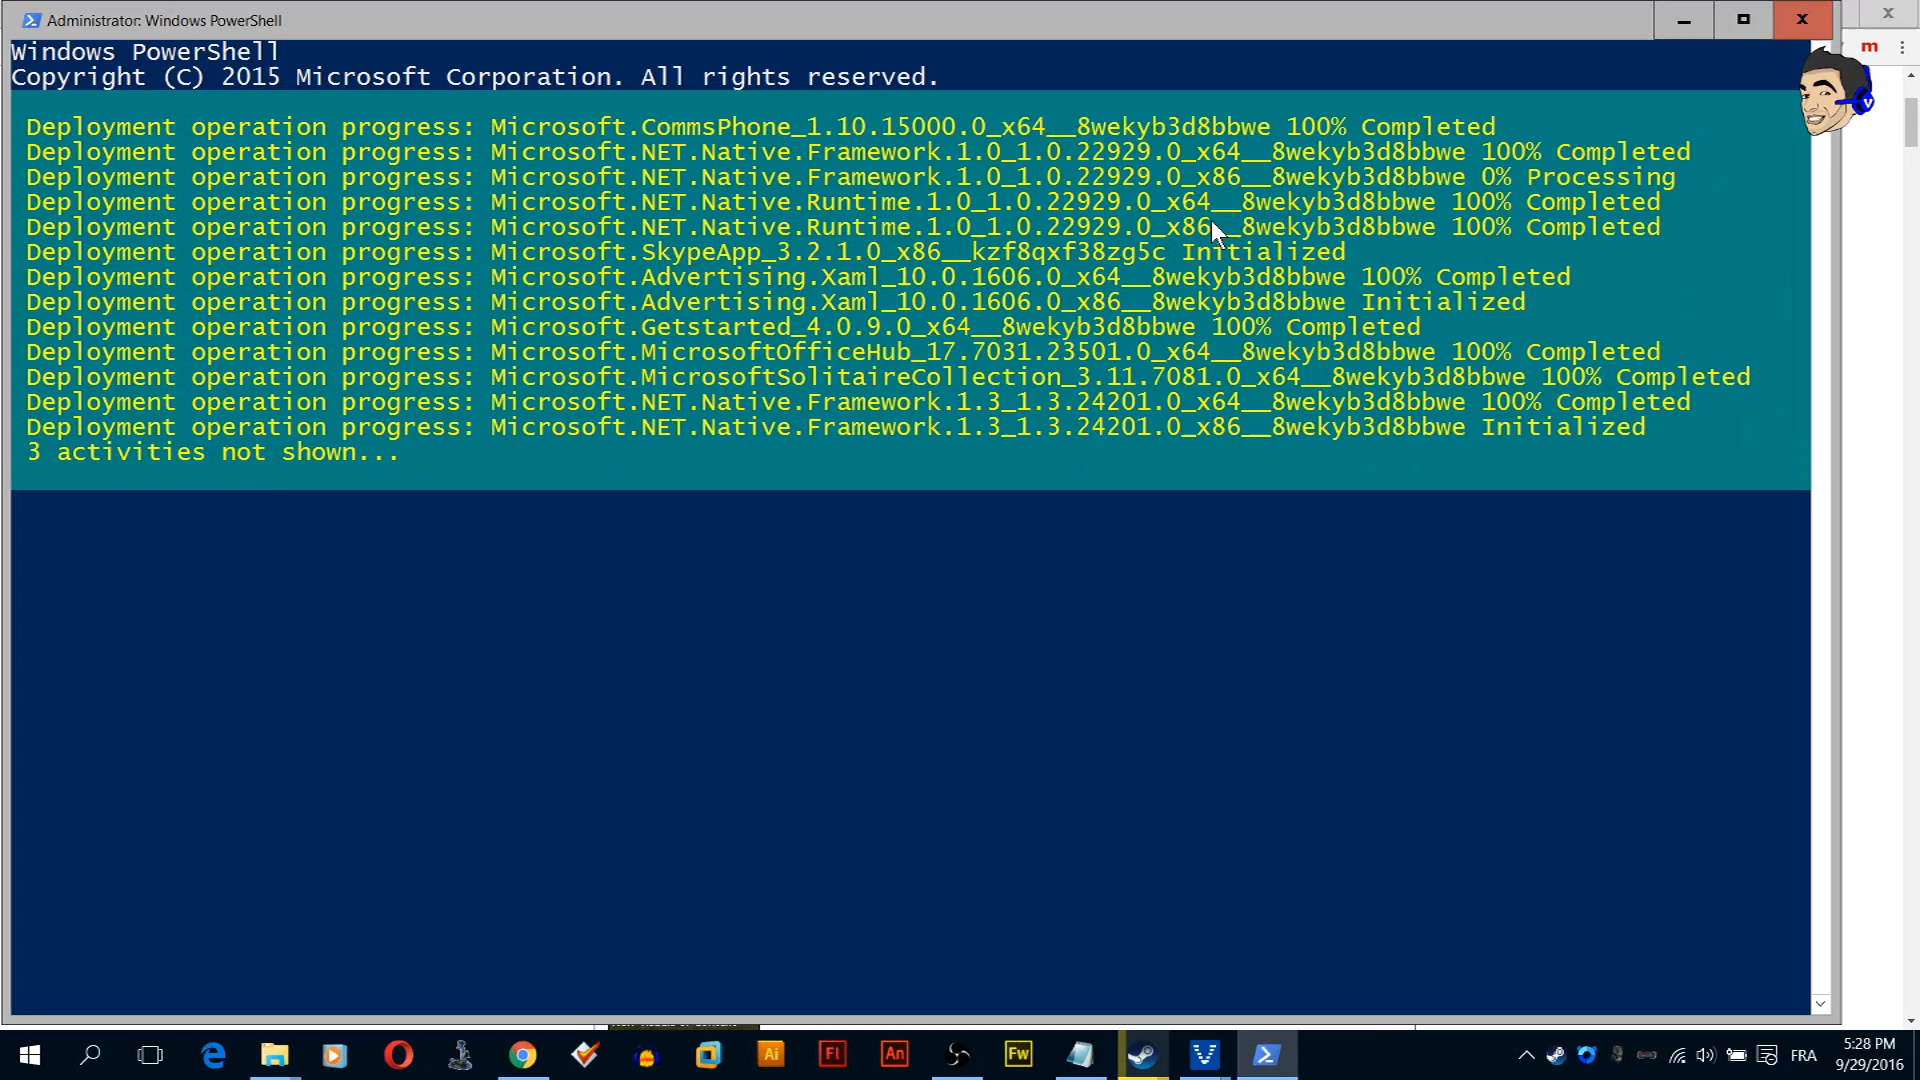 Administrator: Windows PowerShell
Windows PowerShell
Copyright (C) 2015 Microsoft Corporation. All rights reserved.
Deployment operation progress: Microsoft.CommsPhone_1.10.15000.0_x64__8wekyb3d8bbwe 100% Completed
Deployment operation progress: Microsoft.NET.Native.Framework.1.0_1.0.22929.0_x64__8wekyb3d8bbwe 100% Completed
Deployment operation progress: Microsoft.NET.Native.Framework.1.0_1.0.22929.0_x86__8wekyb3d8bbwe 0% Processing
Deployment operation progress: Microsoft.NET.Native.Runtime.1.0_1.0.22929.0_x64__8wekyb3d8bbwe 100% Completed
Deployment operation progress: Microsoft.NET.Native.Runtime.1.0_1.0.22929.0_x86__8wekyb3d8bbwe 100% Completed
Deployment operation progress: Microsoft.SkypeApp_3.2.1.0_x86__kzf8qxf38zg5c Initialized
Deployment operation progress: Microsoft.Advertising.Xaml_10.0.1606.0_x64__8wekyb3d8bbwe 100% Completed
Deployment operation progress: Microsoft.Advertising.Xaml_10.0.1606.0_x86__8wekyb3d8bbwe Initialized
Deployment operation progress: Microsoft.Getstarted_4.0.9.0_x64__8wekyb3d8bbwe 100% Completed
Deployment operation progress: Microsoft.MicrosoftOfficeHub_17.7031.23501.0_x64__8wekyb3d8bbwe 100% Completed
Deployment operation progress: Microsoft.MicrosoftSolitaireCollection_3.11.7081.0_x64__8wekyb3d8bbwe 100% Completed
Deployment operation progress: Microsoft.NET.Native.Framework.1.3_1.3.24201.0_x64__8wekyb3d8bbwe 100% Completed
Deployment operation progress: Microsoft.NET.Native.Framework.1.3_1.3.24201.0_x86__8wekyb3d8bbwe Initialized
3 activities not shown...
m
V
Ai
Fl
An
Fw
V
FRA
5:28 PM
9/29/2016